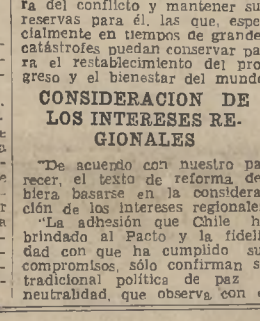 ra del conflicto y mantener su
reservas para él, las que, espe
cialmente en tiempos de grande
catástrofes puedan conservar pa
ra el restablecimiento del pro
greso y el bienestar del mundo
CONSIDERACION DE
LOS INTERESES RE-
GIONALES
"De acuerdo con nuestro pa
recer, el texto de reforma de
biera basarse en la considera
ción de los intereses regionale
"La adhesión que Chile h
brindado al Pacto y la fideli
dad con que ha cumplido su
compromisos, sólo confirman s
tradicional política de paz
neutralidad, que observa con e